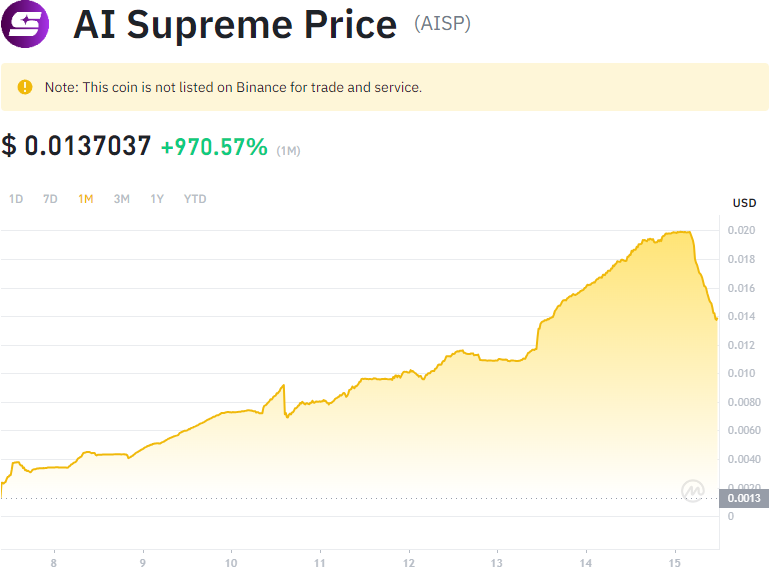 AI Supreme Price (AISP)
Note: This coin is not listed on Binance for trade and service.
$ 0.0137037 +970.57% (1M)
1D 7D 1M 3M 1Y YTD
USD
0.020
0.018
0.016
0.014
0.012
0.010
0.0080
0.0060
0.0040
0.0020
0.0013
0
8 9 10 11 12 13 14 15